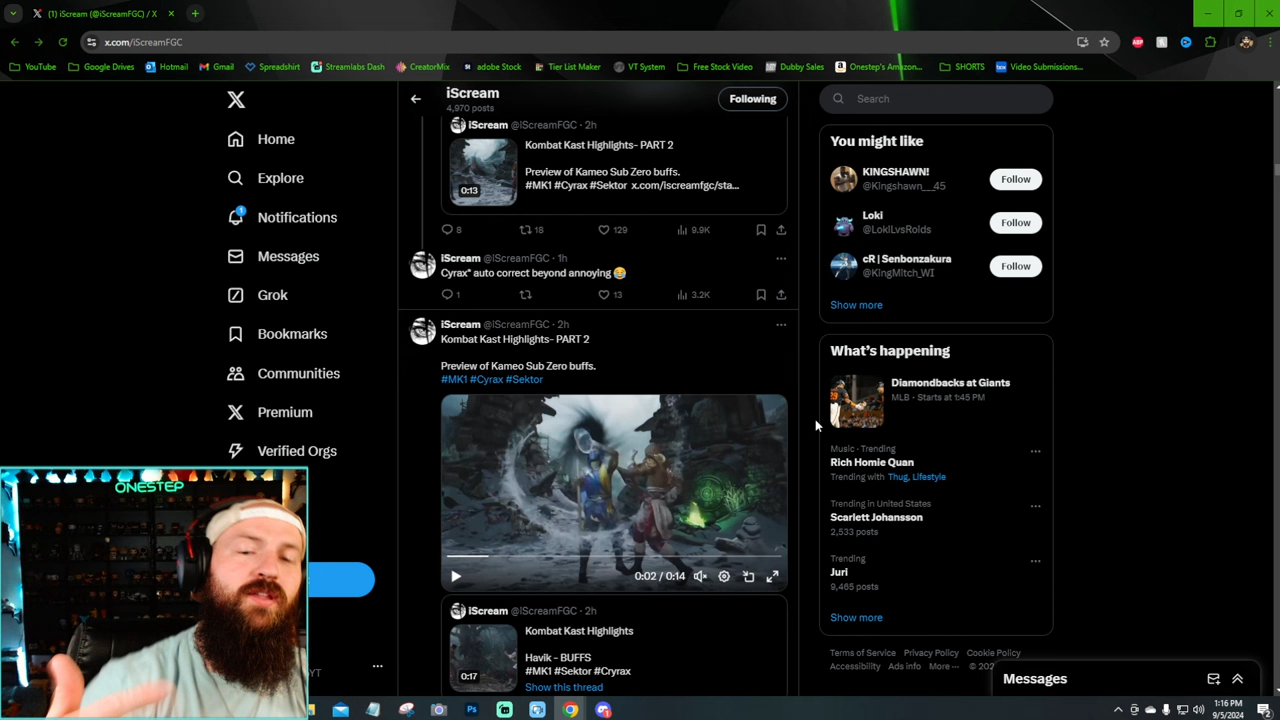 (1) iScream (@iScreamFGC) / X
x.com/iScreamFGC
YouTube
Google Drives
Hotmail
Gmail
Spreadshirt
Streamlabs Dash
CreatorMix
adobe Stock
Tier List Maker
VT System
Free Stock Video
Dubby Sales
Onestep's Amazon...
SHORTS
Video Submissions...
Home
Explore
1
Notifications
Messages
Grok
Bookmarks
Communities
Premium
Verified Orgs
YT
ONESTEP
iScream
4,970 posts
Following
iScream @iScreamFGC · 2h
Kombat Kast Highlights- PART 2
Preview of Kameo Sub Zero buffs.
#MK1 #Cyrax #Sektor x.com/iscreamfgc/sta...
0:13
8
18
129
9.9K
iScream @iScreamFGC · 1h
Cyrax* auto correct beyond annoying 😂
1
13
3.2K
iScream @iScreamFGC · 2h
Kombat Kast Highlights- PART 2
Preview of Kameo Sub Zero buffs.
#MK1 #Cyrax #Sektor
0:02 / 0:14
iScream @iScreamFGC · 2h
Kombat Kast Highlights
Havik - BUFFS
#MK1 #Sektor #Cryrax
0:17
Show this thread
Search
You might like
KINGSHAWN!
@Kingshawn__45
Follow
Loki
@LokiLvsRolds
Follow
cR | Senbonzakura
@KingMitch_WI
Follow
Show more
What's happening
Diamondbacks at Giants
MLB · Starts at 1:45 PM
Music · Trending
Rich Homie Quan
Trending with Thug, Lifestyle
Trending in United States
Scarlett Johansson
2,533 posts
Trending
Juri
9,465 posts
Show more
Terms of Service Privacy Policy Cookie Policy
Accessibility Ads info More ··· © 202
Messages
1:16 PM
9/5/2024